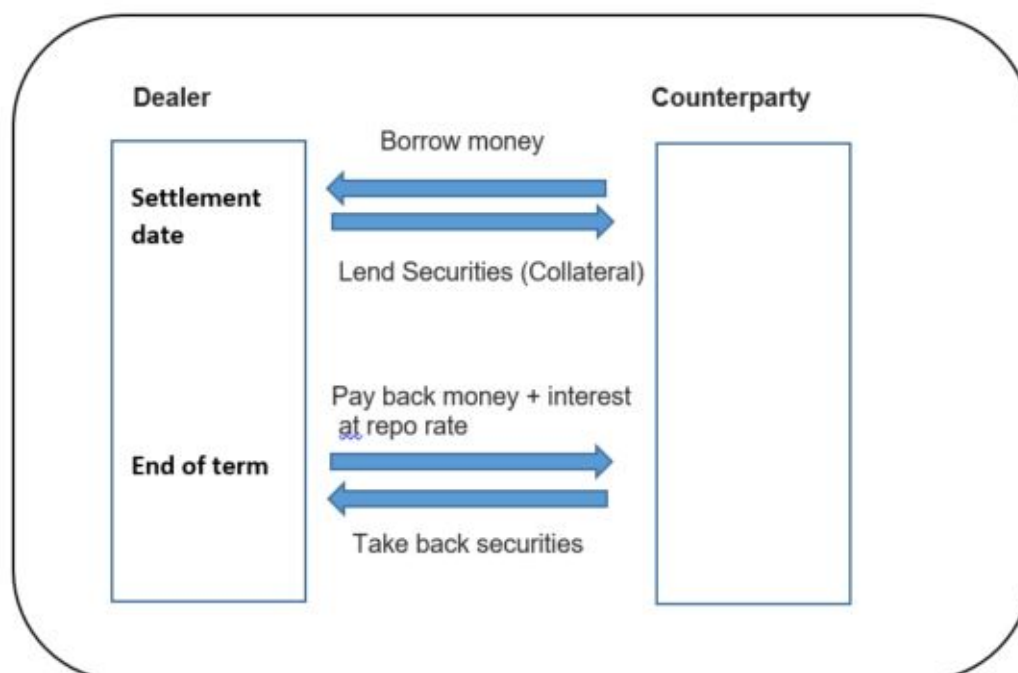 Dealer
Counterparty
Borrow money
Settlement
date
Lend Securities (Collateral)
Pay back money + interest
at repo rate
End of term
Take back securities